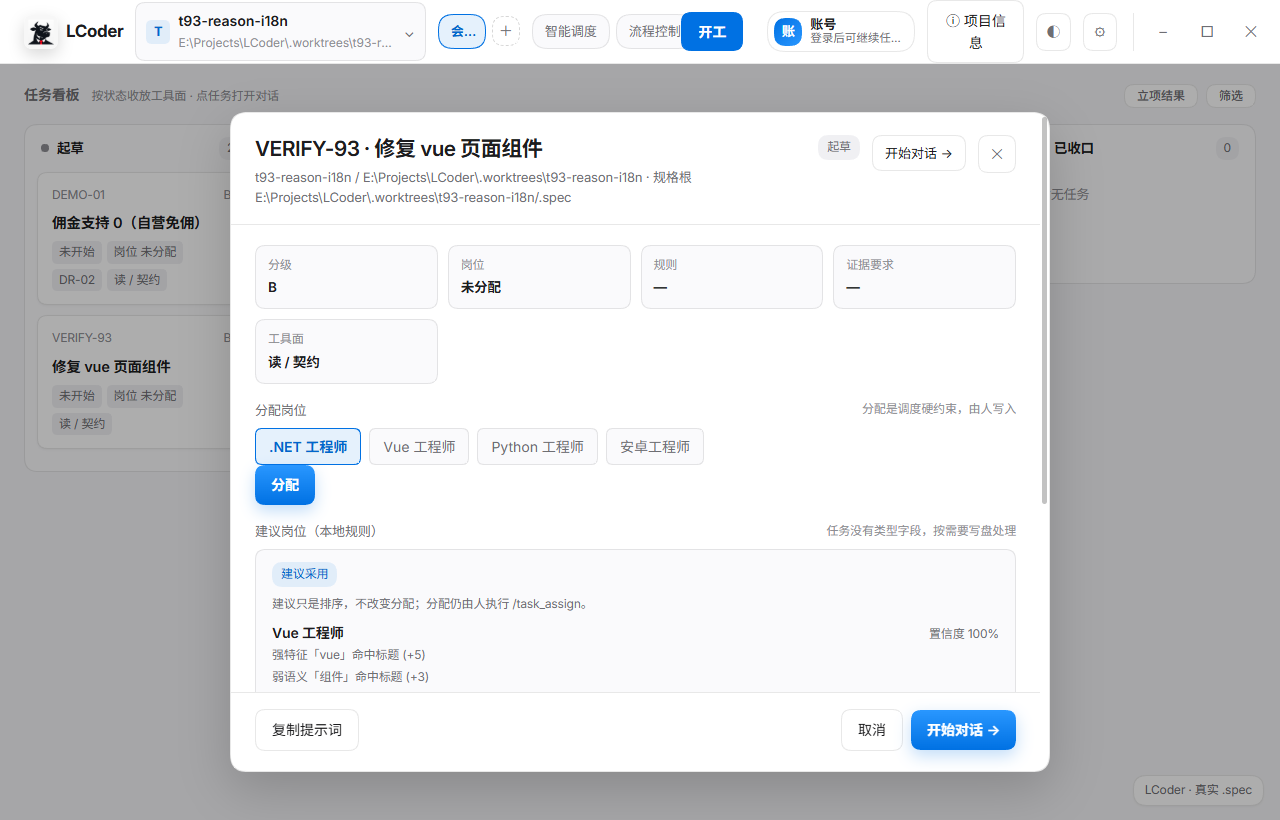 LCoder
T
t93-reason-i18n
E:\Projects\LCoder\.worktrees\t93-r...
会...
+
智能调度
流程控制
开工
账
账号
登录后可继续任...
项目信息
任务看板
按状态收放工具面 · 点任务打开对话
立项结果
筛选
起草
DEMO-01
B
佣金支持 0（自营免佣）
未开始
岗位 未分配
DR-02
读 / 契约
VERIFY-93
B
修复 vue 页面组件
未开始
岗位 未分配
读 / 契约
已收口
0
无任务
VERIFY-93 · 修复 vue 页面组件
t93-reason-i18n / E:\Projects\LCoder\.worktrees\t93-reason-i18n · 规格根
E:\Projects\LCoder\.worktrees\t93-reason-i18n/.spec
起草
开始对话 →
分级
B
岗位
未分配
规则
—
证据要求
—
工具面
读 / 契约
分配岗位
分配是调度硬约束，由人写入
.NET 工程师
Vue 工程师
Python 工程师
安卓工程师
分配
建议岗位（本地规则）
任务没有类型字段，按需要写盘处理
建议采用
建议只是排序，不改变分配；分配仍由人执行 /task_assign。
Vue 工程师
置信度 100%
强特征「vue」命中标题 (+5)
弱语义「组件」命中标题 (+3)
复制提示词
取消
开始对话 →
LCoder · 真实 .spec